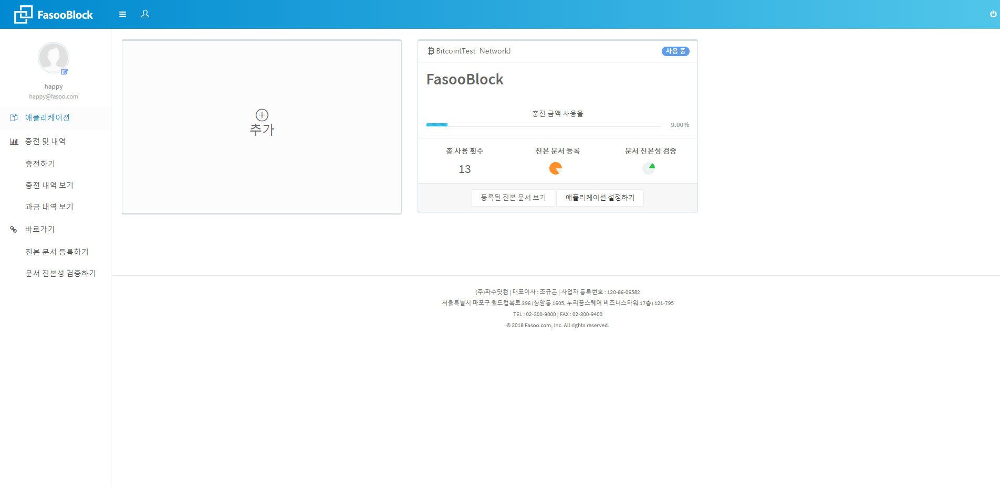 FasooBlock
happy
happy@fasoo.com
애플리케이션
충전 및 내역
충전하기
충전 내역 보기
과금 내역 보기
바로가기
진본 문서 등록하기
문서 진본성 검증하기
추가
Bitcoin(Test Network)
사용 중
FasooBlock
충전 금액 사용율
9.00%
총 사용 횟수
진본 문서 등록
문서 진본성 검증
13
등록된 진본 문서 보기
애플리케이션 설정하기
(주)파수닷컴 | 대표이사 : 조규곤 | 사업자 등록번호 : 120-86-06582
서울특별시 마포구 월드컵북로 396 (상암동 1605, 누리꿈스퀘어 비즈니스타워 17층) 121-795
TEL : 02-300-9000 | FAX : 02-300-9400
© 2018 Fasoo.com, Inc. All rights reserved.